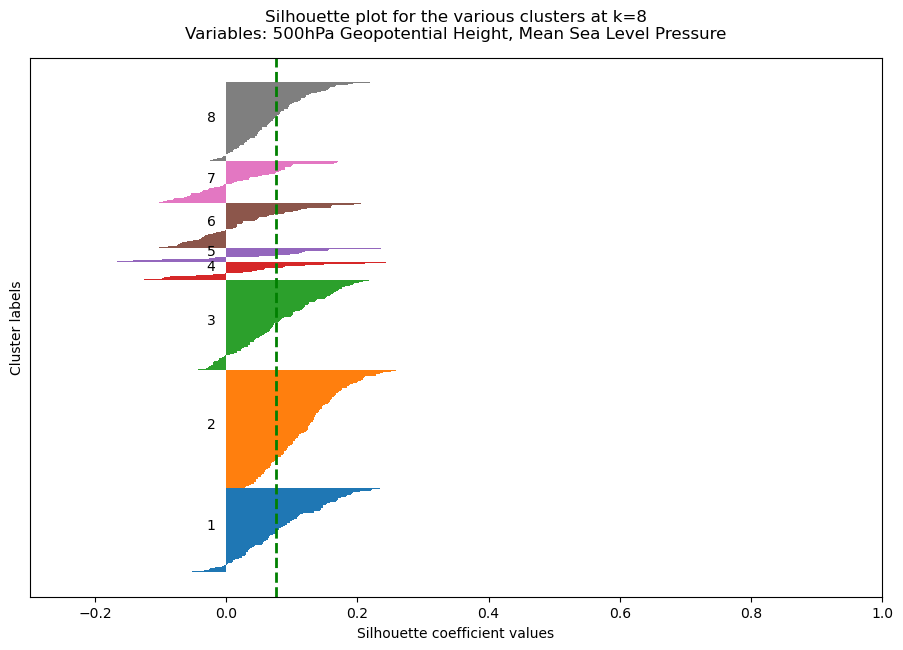 Silhouette plot for the various clusters at k=8
Variables: 500hPa Geopotential Height, Mean Sea Level Pressure
Cluster labels
8
7
6
5
4
3
2
1
−0.2 0.0 0.2 0.4 0.6 0.8 1.0
Silhouette coefficient values